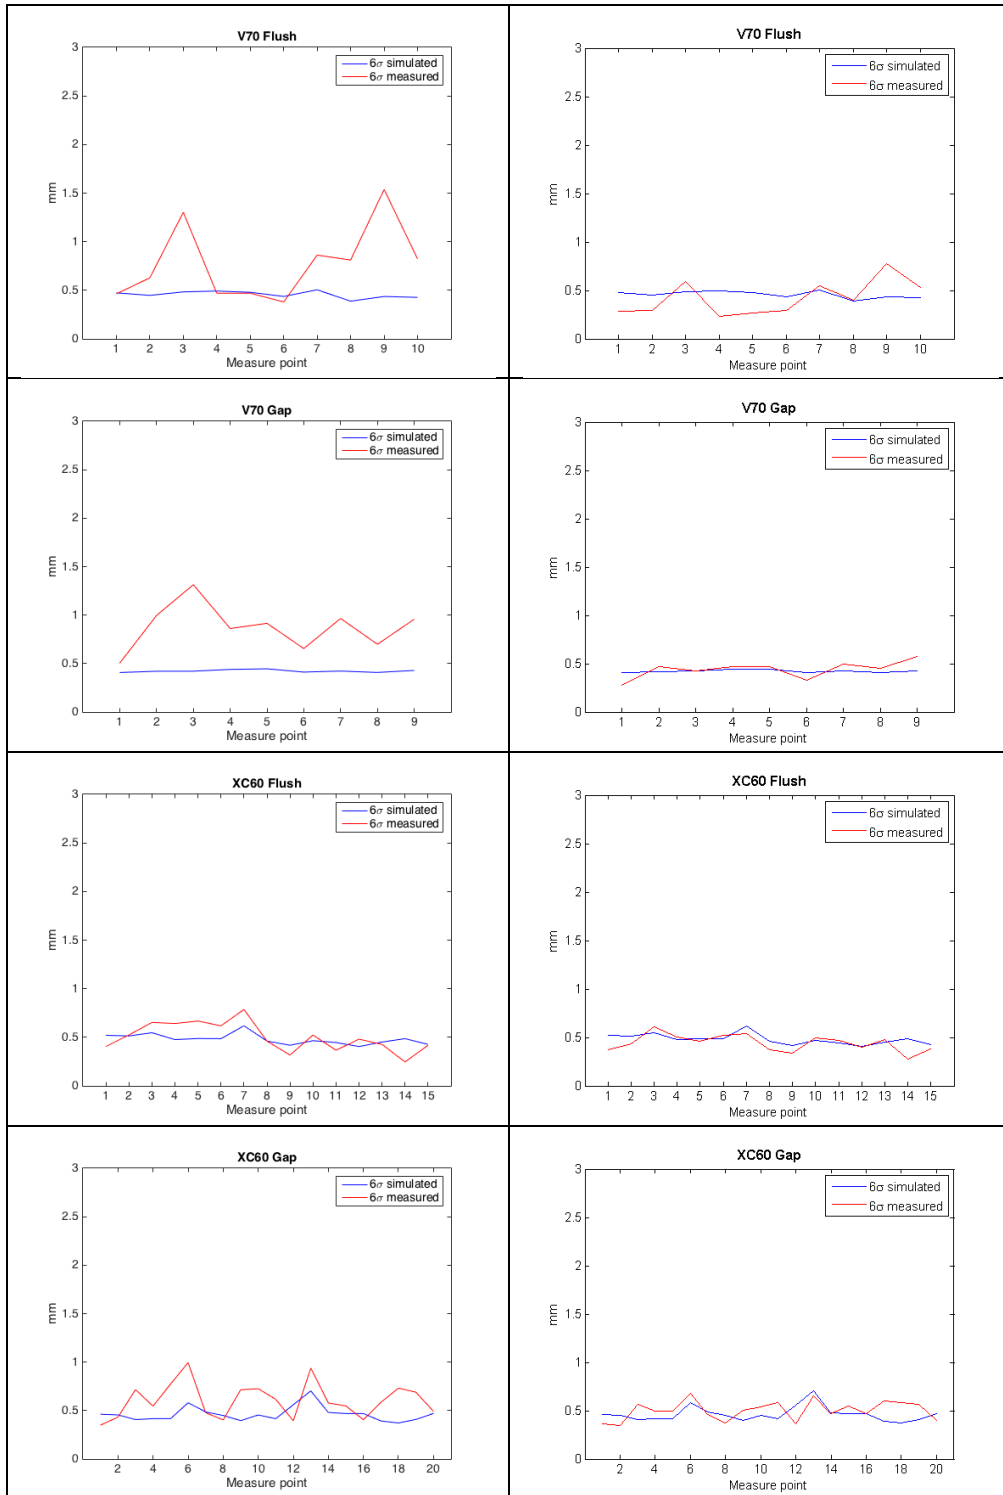 V70 Flush
6σ simulated
6σ measured
3
2.5
2
1.5
1
0.5
0
mm
1 2 3 4 5 6 7 8 9 10
Measure point
V70 Flush
6σ simulated
6σ measured
3
2.5
2
1.5
1
0.5
0
mm
1 2 3 4 5 6 7 8 9 10
Measure point
V70 Gap
6σ simulated
6σ measured
3
2.5
2
1.5
1
0.5
0
mm
1 2 3 4 5 6 7 8 9
Measure point
V70 Gap
6σ simulated
6σ measured
3
2.5
2
1.5
1
0.5
0
mm
1 2 3 4 5 6 7 8 9
Measure point
XC60 Flush
6σ simulated
6σ measured
3
2.5
2
1.5
1
0.5
0
mm
1 2 3 4 5 6 7 8 9 10 11 12 13 14 15
Measure point
XC60 Flush
6σ simulated
6σ measured
3
2.5
2
1.5
1
0.5
0
mm
1 2 3 4 5 6 7 8 9 10 11 12 13 14 15
Measure point
XC60 Gap
6σ simulated
6σ measured
3
2.5
2
1.5
1
0.5
0
mm
2 4 6 8 10 12 14 16 18 20
Measure point
XC60 Gap
6σ simulated
6σ measured
3
2.5
2
1.5
1
0.5
0
mm
2 4 6 8 10 12 14 16 18 20
Measure point